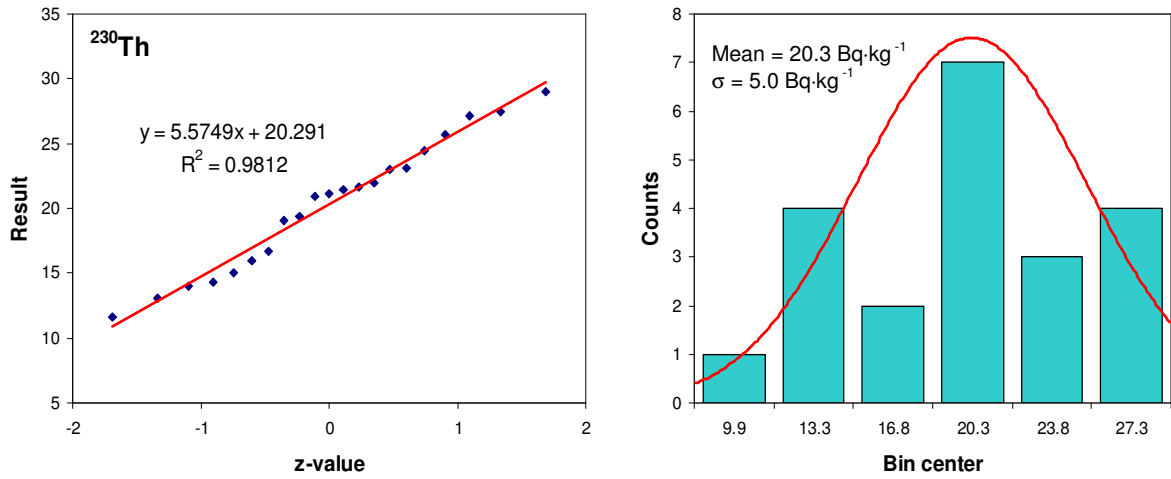 ²³⁰Th
y = 5.5749x + 20.291
R² = 0.9812
Result
35
30
25
20
15
10
5
-2 -1 0 1 2
z-value
Mean = 20.3 Bq·kg⁻¹
σ = 5.0 Bq·kg⁻¹
Counts
8
7
6
5
4
3
2
1
0
9.9 13.3 16.8 20.3 23.8 27.3
Bin center